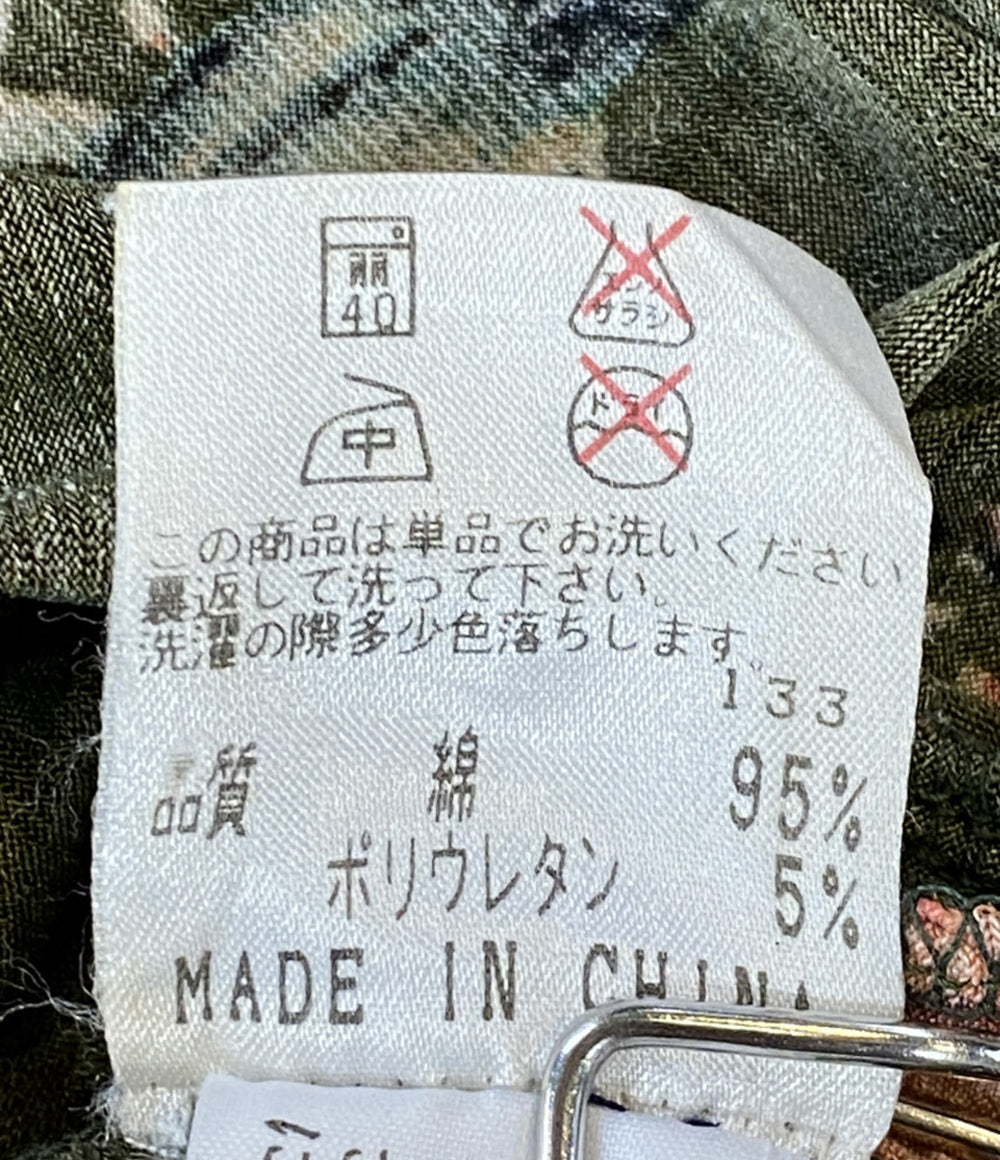 40
エンソ
サラシ
中
ドライ
この商品は単品でお洗いください
裏返して洗って下さい。
洗濯の際多少色落ちします。
133
品質 綿 95%
ポリウレタン 5%
MADE IN CHINA